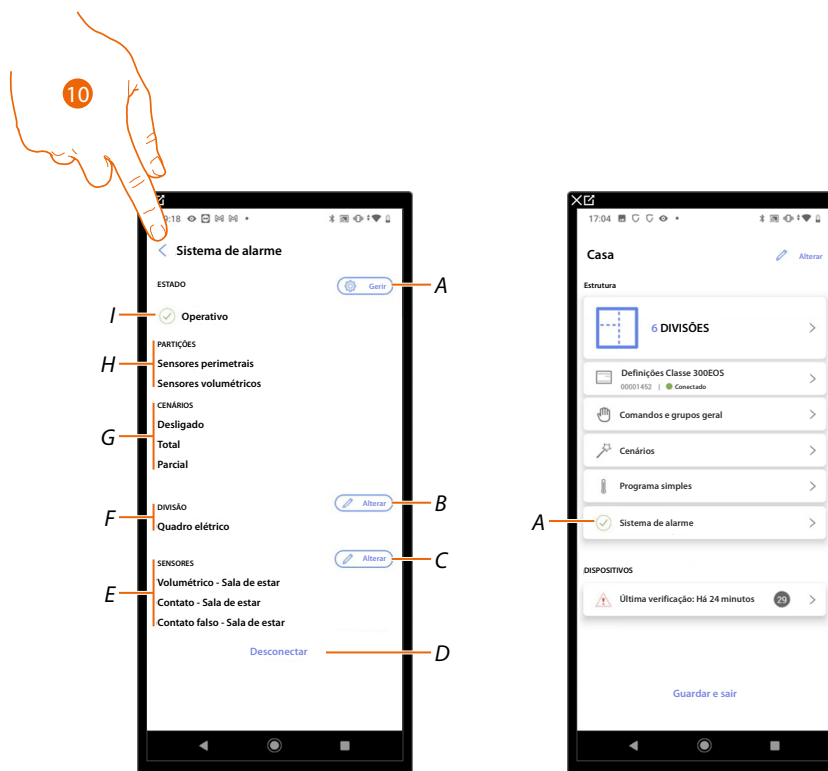 10
9:18
Sistema de alarme
ESTADO
Gerir
A
I
Operativo
PARTIÇÕES
H
Sensores perimetrais
Sensores volumétricos
CENÁRIOS
Desligado
G
Total
Parcial
DIVISÃO
Alterar
B
F
Quadro elétrico
SENSORES
Alterar
C
Volumétrico - Sala de estar
E
Contato - Sala de estar
Contato falso - Sala de estar
Desconectar
D
17:04
Casa
Alterar
Estrutura
6 DIVISÕES
Definições Classe 300EOS
00001452 | Conectado
Comandos e grupos geral
Cenários
Programa simples
A
Sistema de alarme
DISPOSITIVOS
Última verificação: Há 24 minutos
29
Guardar e sair